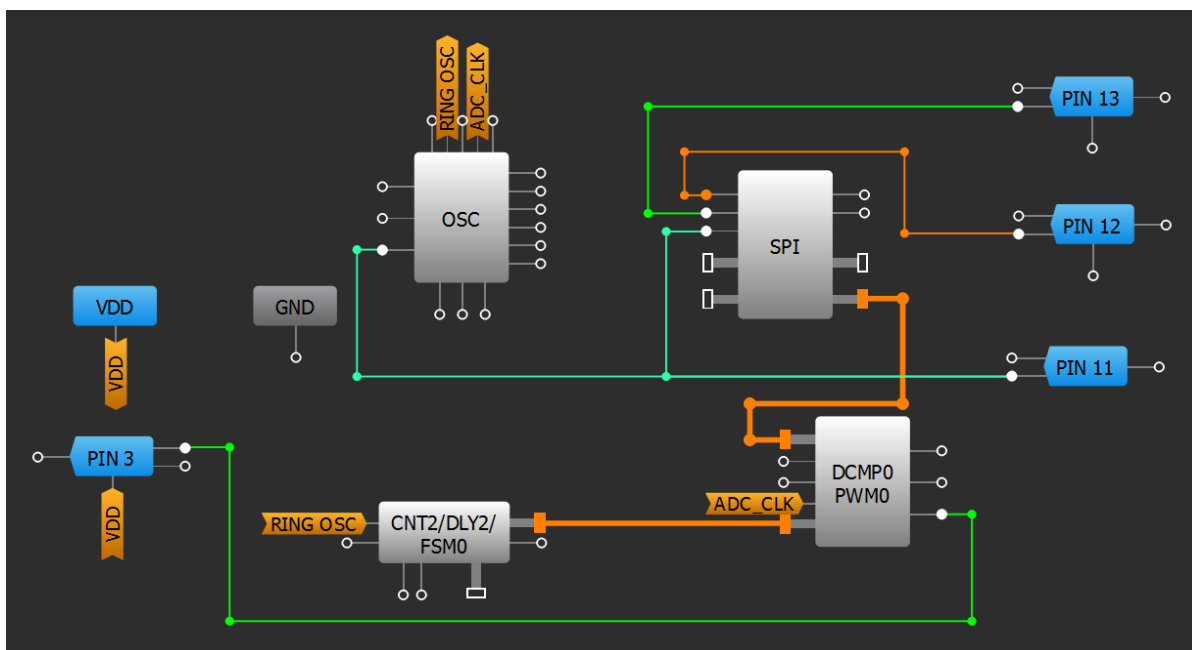 RING OSC
ADC_CLK
PIN 13
OSC
PIN 12
SPI
VDD
GND
VDD
PIN 11
PIN 3
DCMP0
PWM0
ADC_CLK
RING OSC
CNT2/DLY2/
FSM0
VDD